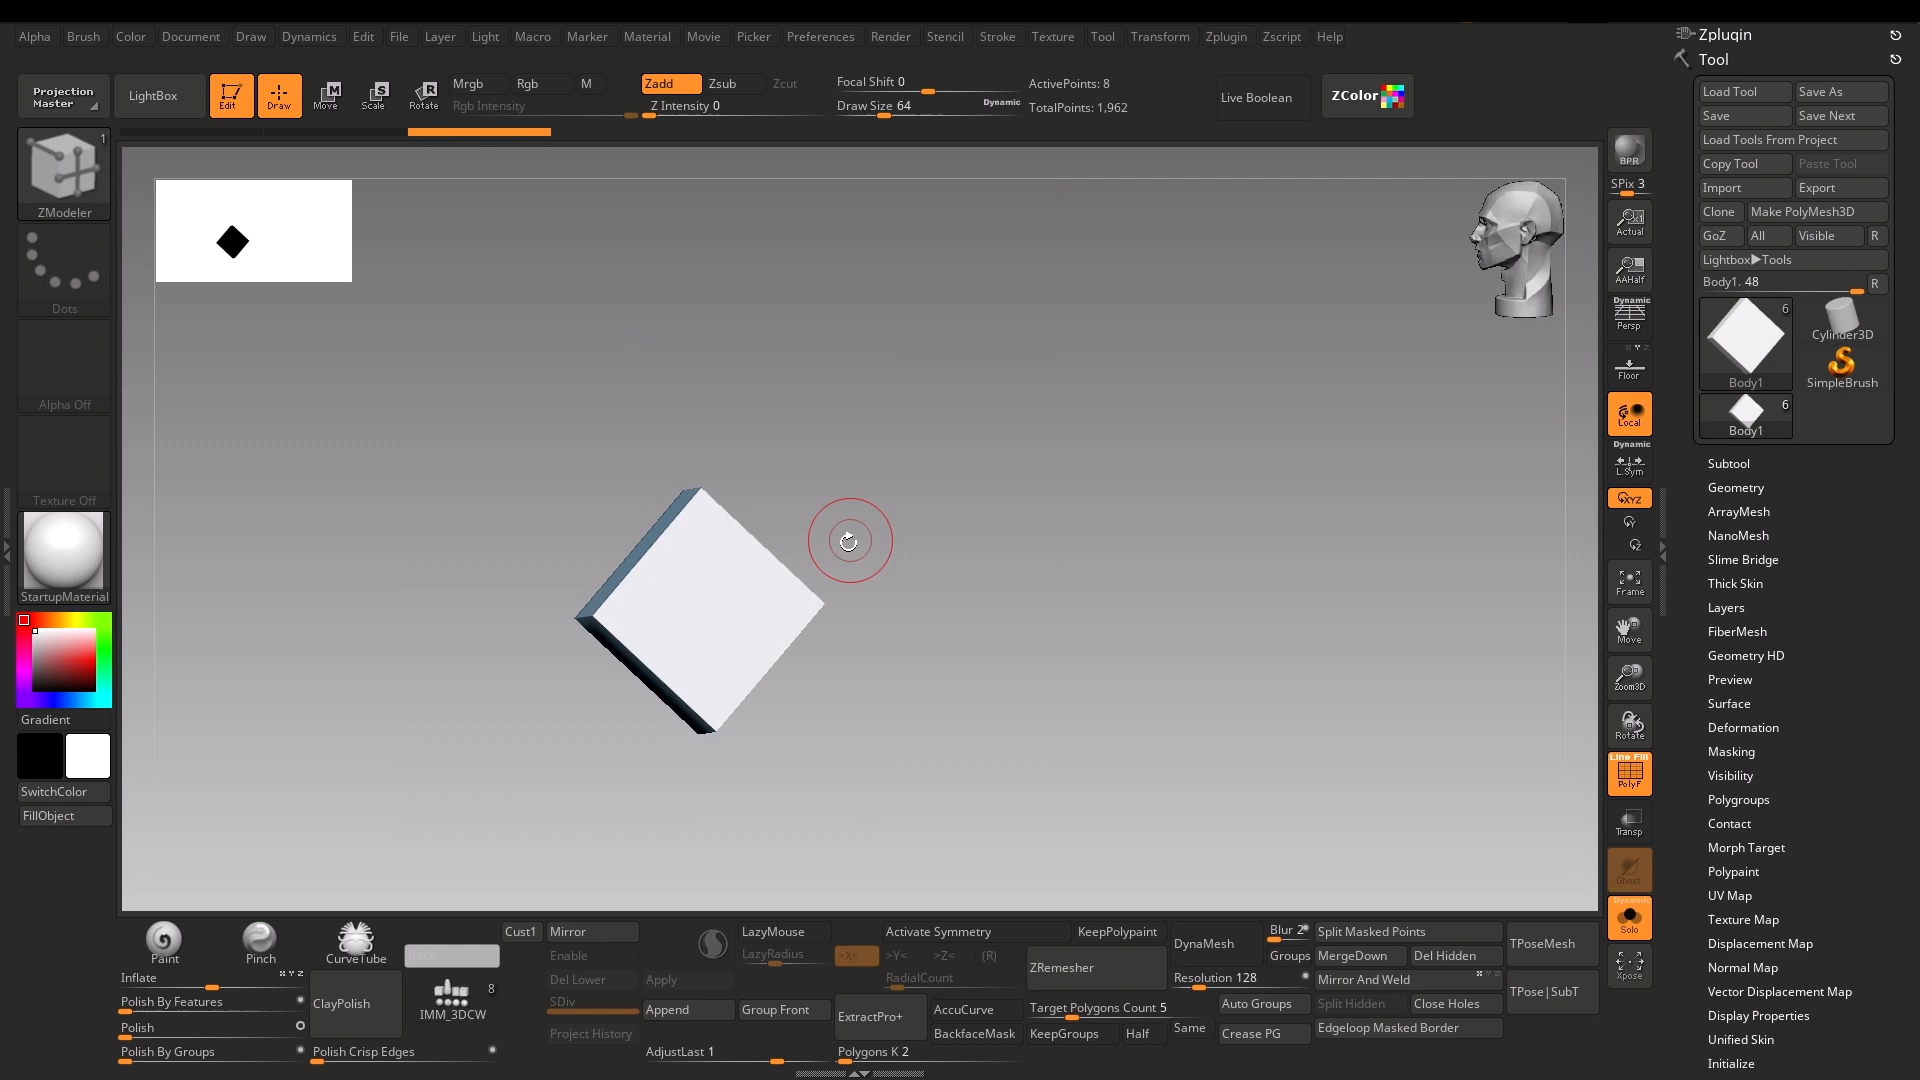 Alpha Brush Color Document Draw Dynamics Edit File Layer Light Macro Marker Material Movie Picker Preferences Render Stencil Stroke Texture Tool Transform Zplugin Zscript Help
Projection Master
LightBox
Edit
Draw
Move
Scale
Rotate
Mrgb Rgb M
Rgb Intensity
Zadd Zsub Zcut
Z Intensity 0
Focal Shift 0
Draw Size 64 Dynamic
ActivePoints: 8
TotalPoints: 1,962
Live Boolean
ZColor
1
ZModeler
Dots
Alpha Off
Texture Off
StartupMaterial
Gradient
SwitchColor
FillObject
BPR
SPix 3
Actual
AAHalf
Dynamic
Persp
Floor
Local
Dynamic
L.Sym
XYZ
Y
Z
Frame
Move
Zoom3D
Rotate
Line Fill
PolyF
Transp
Ghost
Dynamic
Solo
Xpose
Zplugin
Tool
Load Tool Save As
Save Save Next
Load Tools From Project
Copy Tool Paste Tool
Import Export
Clone Make PolyMesh3D
GoZ All Visible R
Lightbox▶Tools
Body1. 48 R
6
Body1
Cylinder3D
SimpleBrush
6
Body1
Subtool
Geometry
ArrayMesh
NanoMesh
Slime Bridge
Thick Skin
Layers
FiberMesh
Geometry HD
Preview
Surface
Deformation
Masking
Visibility
Polygroups
Contact
Morph Target
Polypaint
UV Map
Texture Map
Displacement Map
Normal Map
Vector Displacement Map
Display Properties
Unified Skin
Initialize
Paint
Pinch
CurveTube
Inflate
Polish By Features
Polish
Polish By Groups
ClayPolish
8
IMM_3DCW
Polish Crisp Edges
Cust1
Mirror
Enable
Del Lower
SDiv
Project History
Apply
Append
AdjustLast 1
LazyMouse
LazyRadius
Group Front
ExtractPro+
Polygons K 2
Activate Symmetry
>X< >Y< >Z< (R)
RadialCount
AccuCurve
BackfaceMask
KeepPolypaint
ZRemesher
Target Polygons Count 5
KeepGroups Half Same
DynaMesh
Blur 2
Groups
Resolution 128
Auto Groups
Crease PG
Split Masked Points
MergeDown Del Hidden
Mirror And Weld
Split Hidden Close Holes
Edgeloop Masked Border
TPoseMesh
TPose|SubT